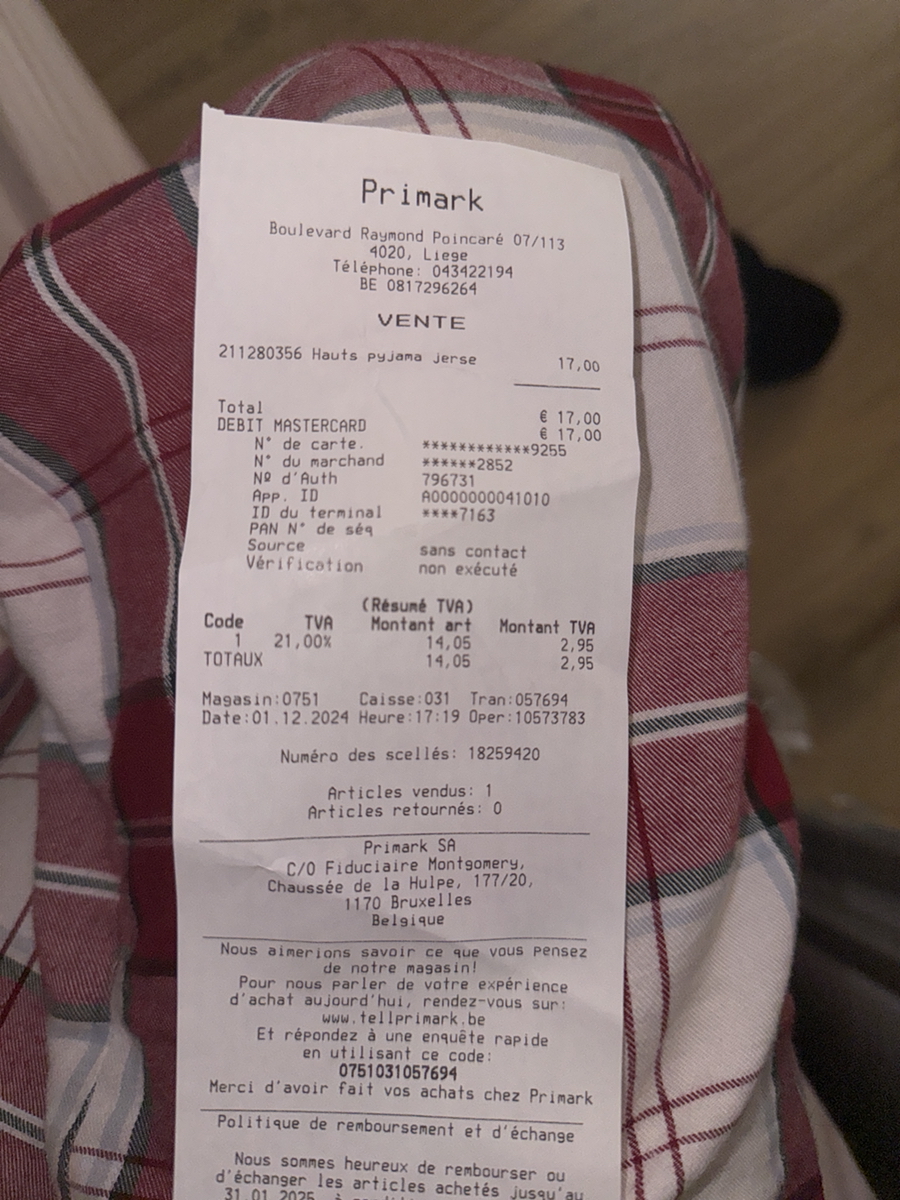 Primark
Boulevard Raymond Poincaré 07/113
4020, Liege
Téléphone: 043422194
BE 0817296264
VENTE
211280356 Hauts pyjama jerse 17,00
Total € 17,00
DEBIT MASTERCARD € 17,00
N° de carte. ************9255
N° du marchand ******2852
Nº d'Auth 796731
App. ID A0000000041010
ID du terminal ****7163
PAN N° de séq
Source sans contact
Vérification non exécuté
(Résumé TVA)
Code TVA Montant art Montant TVA
1 21,00% 14,05 2,95
TOTAUX 14,05 2,95
Magasin:0751 Caisse:031 Tran:057694
Date:01.12.2024 Heure:17:19 Oper:10573783
Numéro des scellés: 18259420
Articles vendus: 1
Articles retournés: 0
Primark SA
C/O Fiduciaire Montgomery,
Chaussée de la Hulpe, 177/20,
1170 Bruxelles
Belgique
Nous aimerions savoir ce que vous pensez
de notre magasin!
Pour nous parler de votre expérience
d'achat aujourd'hui, rendez-vous sur:
www.tellprimark.be
Et répondez à une enquête rapide
en utilisant ce code:
0751031057694
Merci d'avoir fait vos achats chez Primark
Politique de remboursement et d'échange
Nous sommes heureux de rembourser ou
d'échanger les articles achetés jusqu'au
31.01.2025, à